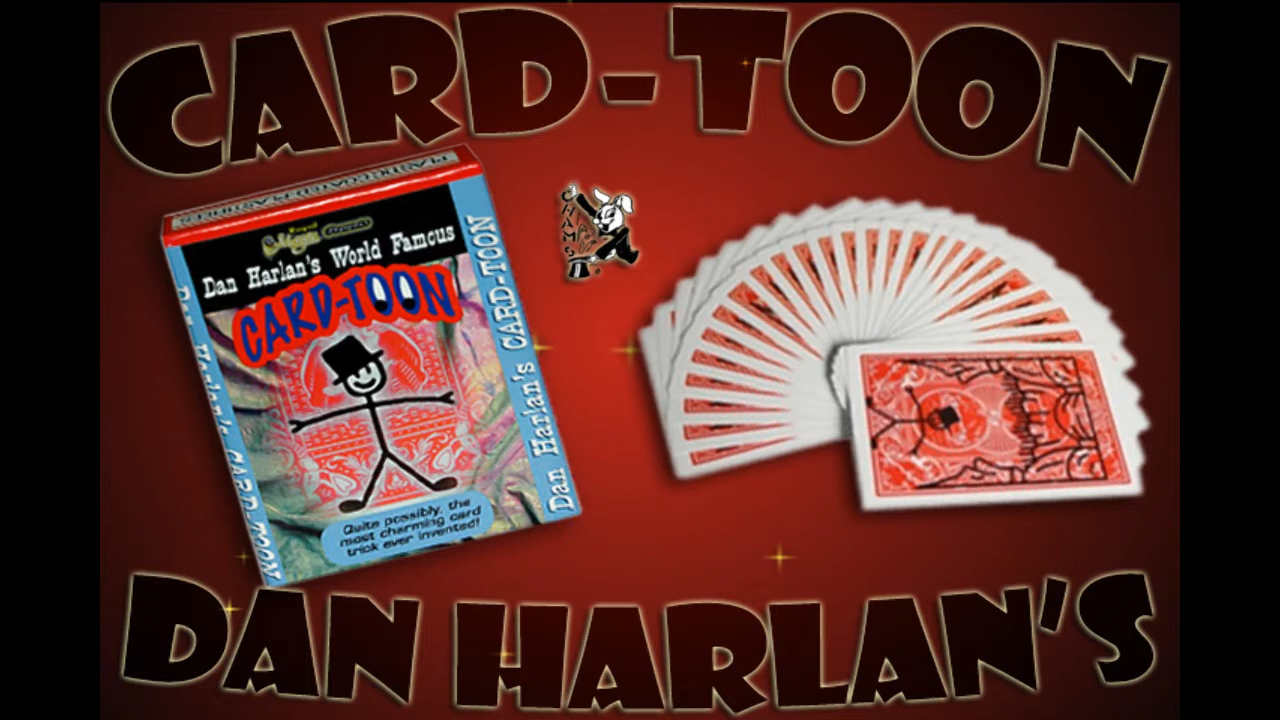 CARD-TOON
Dan Harlan's World Famous
CARD-TOON
Quite possibly, the
most charming card
trick ever invented!
Dan Harlan's CARD-TOON
Dan Harlan's CARD-TOON
CHAMS
DAN HARLAN'S